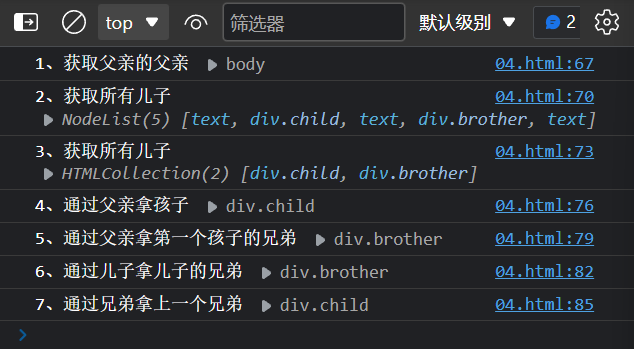 top 筛选器 默认级别 2
1、获取父亲的父亲 body 04.html:67
2、获取所有儿子 04.html:70
NodeList(5) [text, div.child, text, div.brother, text]
3、获取所有儿子 04.html:73
HTMLCollection(2) [div.child, div.brother]
4、通过父亲拿孩子 div.child 04.html:76
5、通过父亲拿第一个孩子的兄弟 div.brother 04.html:79
6、通过儿子拿儿子的兄弟 div.brother 04.html:82
7、通过兄弟拿上一个兄弟 div.child 04.html:85